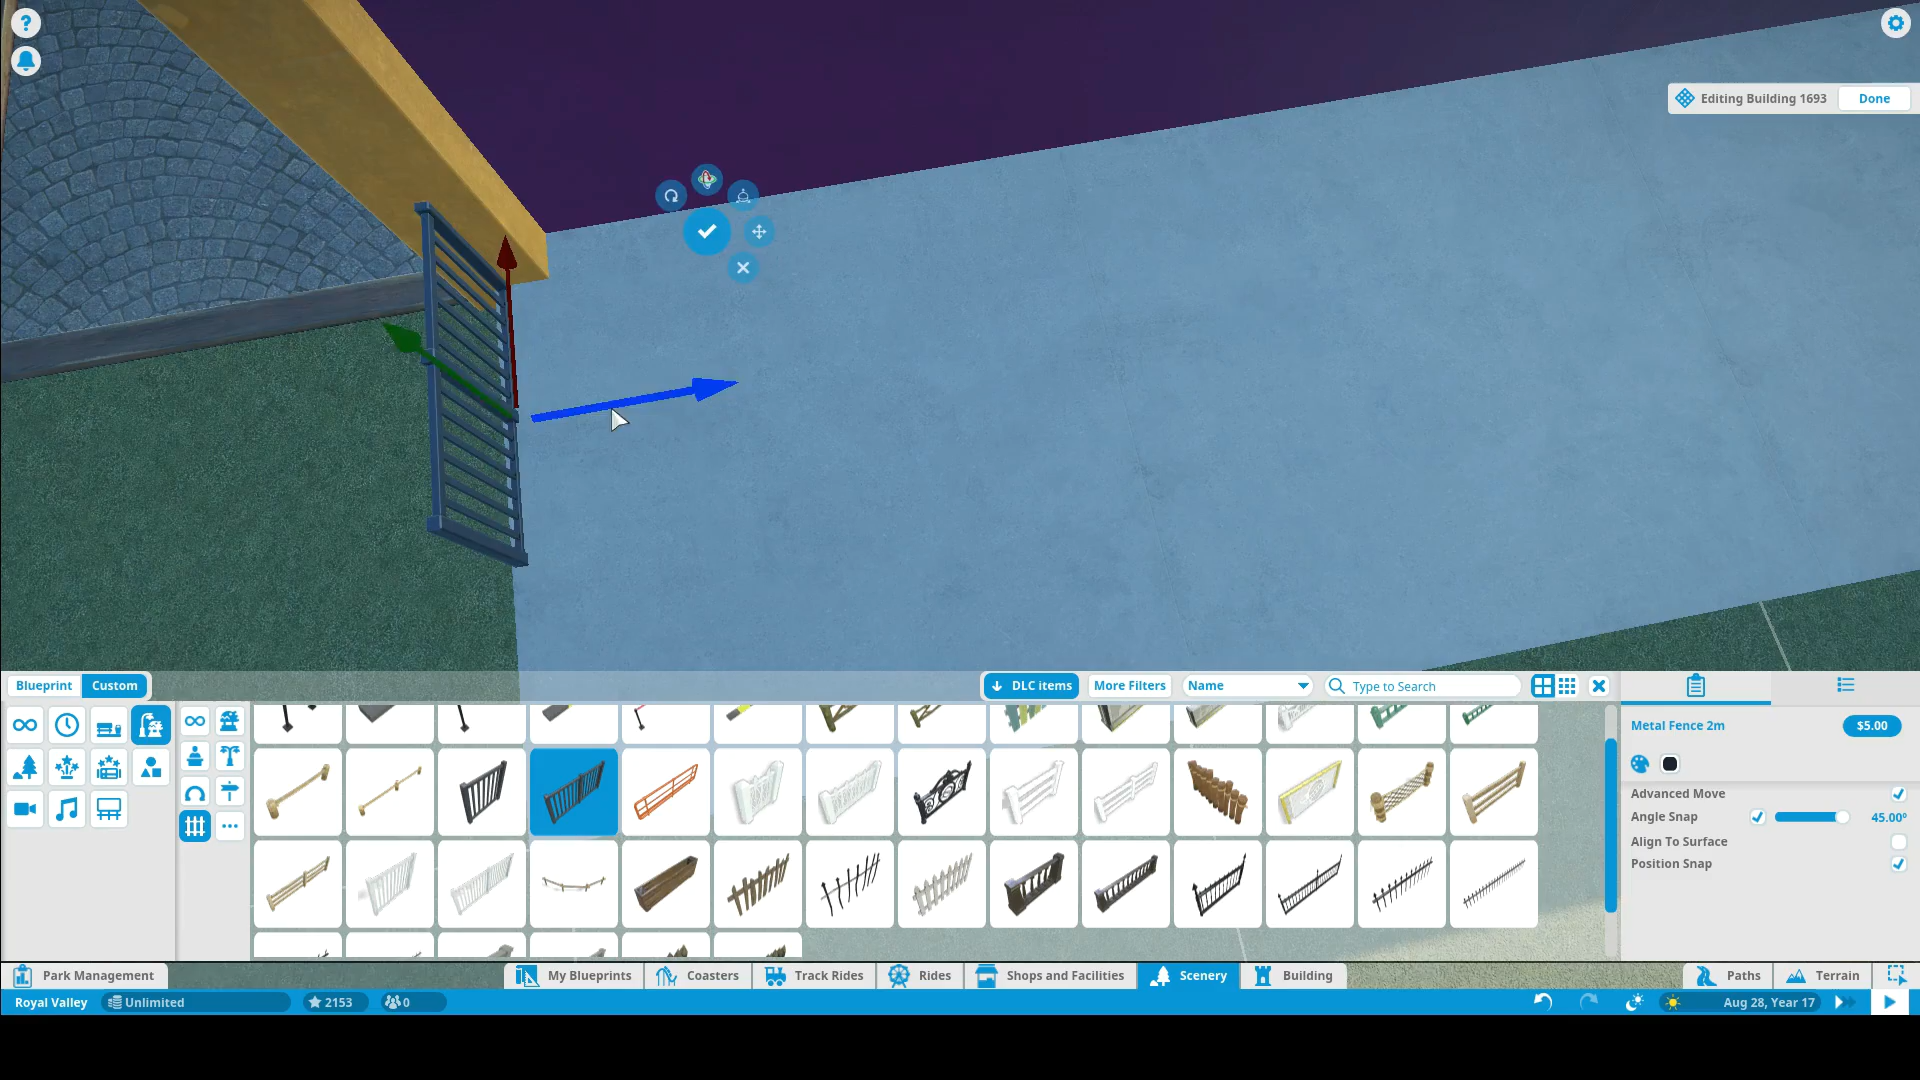 ?
Editing Building 1693
Done
Blueprint
Custom
DLC items
More Filters
Name
Type to Search
Metal Fence 2m
$5.00
Advanced Move
Angle Snap
45.00°
Align To Surface
Position Snap
Park Management
My Blueprints
Coasters
Track Rides
Rides
Shops and Facilities
Scenery
Building
Paths
Terrain
Royal Valley
Unlimited
2153
0
Aug 28, Year 17